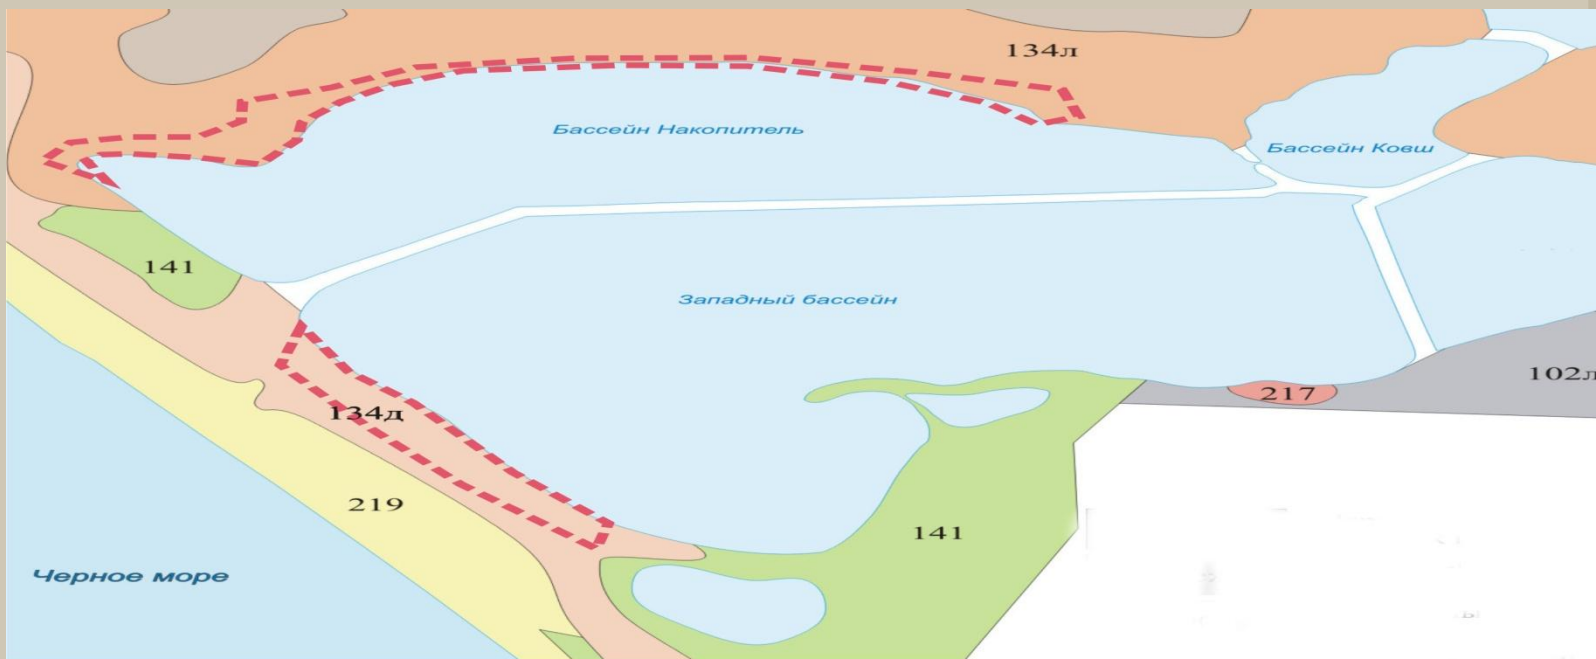 134л
Бассейн Накопитель
Бассейн Ковш
141
Западный бассейн
102л
217
134д
219
141
Черное море